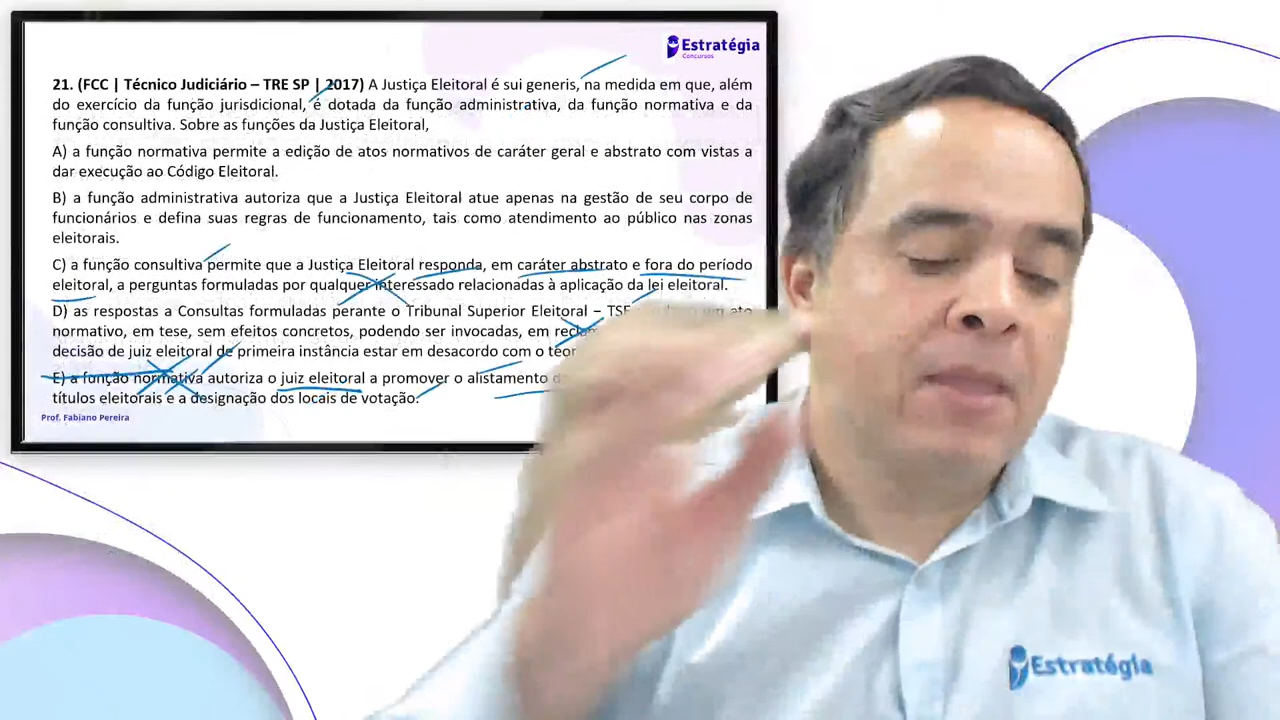 Estratégia
Concursos
21. (FCC | Técnico Judiciário – TRE SP | 2017) A Justiça Eleitoral é sui generis, na medida em que, além
do exercício da função jurisdicional, é dotada da função administrativa, da função normativa e da
função consultiva. Sobre as funções da Justiça Eleitoral,
A) a função normativa permite a edição de atos normativos de caráter geral e abstrato com vistas a
dar execução ao Código Eleitoral.
B) a função administrativa autoriza que a Justiça Eleitoral atue apenas na gestão de seu corpo de
funcionários e defina suas regras de funcionamento, tais como atendimento ao público nas zonas
eleitorais.
C) a função consultiva permite que a Justiça Eleitoral responda, em caráter abstrato e fora do período
eleitoral, a perguntas formuladas por qualquer interessado relacionadas à aplicação da lei eleitoral.
D) as respostas a Consultas formuladas perante o Tribunal Superior Eleitoral – TSE ato
normativo, em tese, sem efeitos concretos, podendo ser invocadas, em
decisão de juiz eleitoral de primeira instância estar em desacordo com o teor
E) a função normativa autoriza o juiz eleitoral a promover o alistamento
títulos eleitorais e a designação dos locais de votação.
Prof. Fabiano Pereira
Estratégia